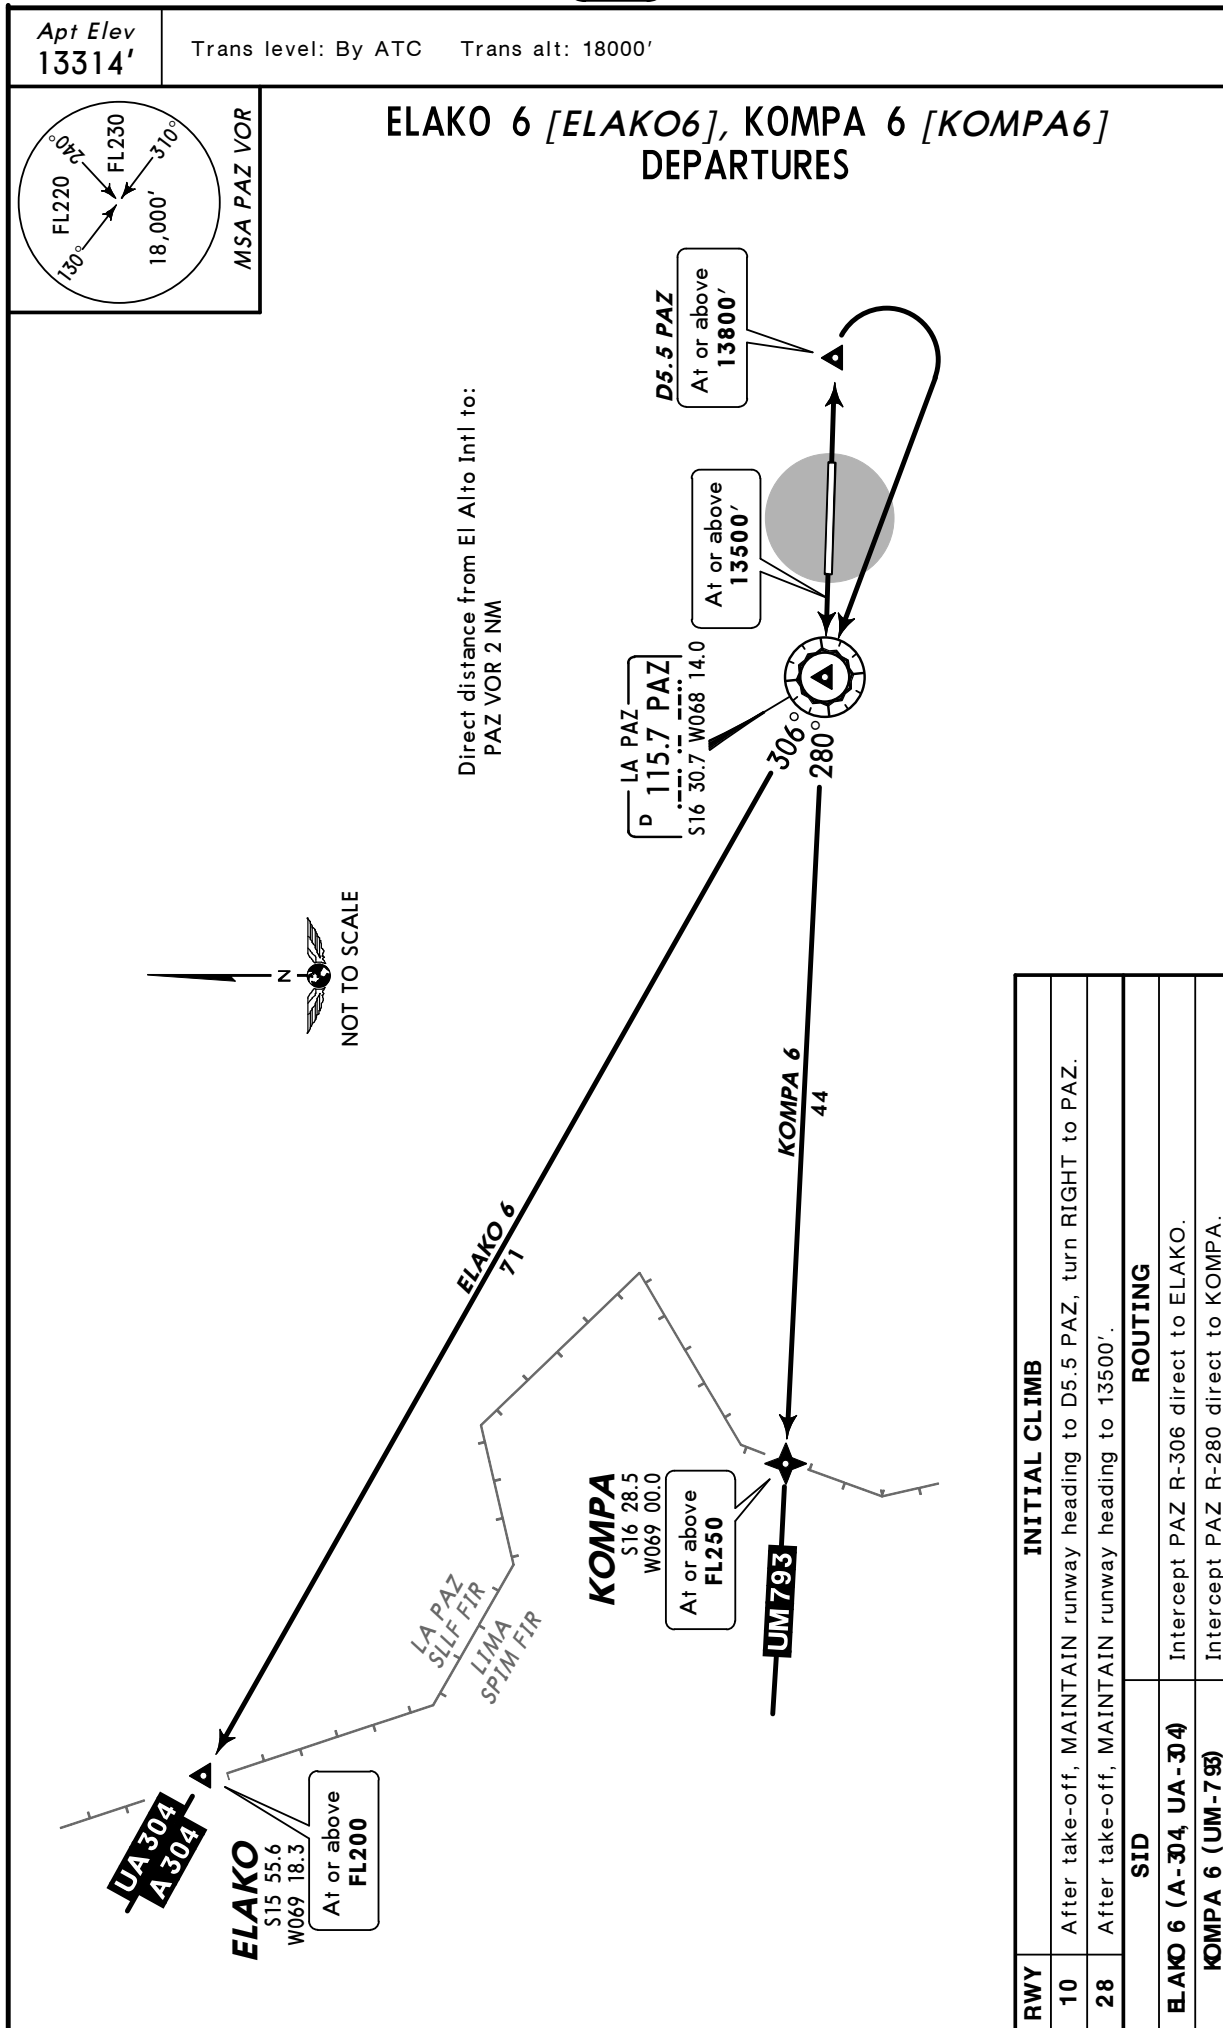 Apt Elev
13314'
Trans level: By ATC Trans alt: 18000'
ELAKO 6 [ELAKO6], KOMPA 6 [KOMPA6]
DEPARTURES
240°
FL230
310°
FL220
18,000'
130°
MSA PAZ VOR
D5.5 PAZ
At or above
13800'
Direct distance from El Alto Intl to:
PAZ VOR 2 NM
At or above
13500'
LA PAZ
D
115.7 PAZ
S16 30.7 W068 14.0
306°
280°
N
NOT TO SCALE
KOMPA 6
44
ELAKO 6
71
KOMPA
S16 28.5
W069 00.0
At or above
FL250
UM793
LA PAZ
SLLF FIR
LIMA
SPIM FIR
UA304
A304
ELAKO
S15 55.6
W069 18.3
At or above
FL200
RWY
INITIAL CLIMB
10
After take-off, MAINTAIN runway heading to D5.5 PAZ, turn RIGHT to PAZ.
28
After take-off, MAINTAIN runway heading to 13500'.
SID
ROUTING
ELAKO 6 (A-304, UA-304)
Intercept PAZ R-306 direct to ELAKO.
KOMPA 6 (UM-793)
Intercept PAZ R-280 direct to KOMPA.